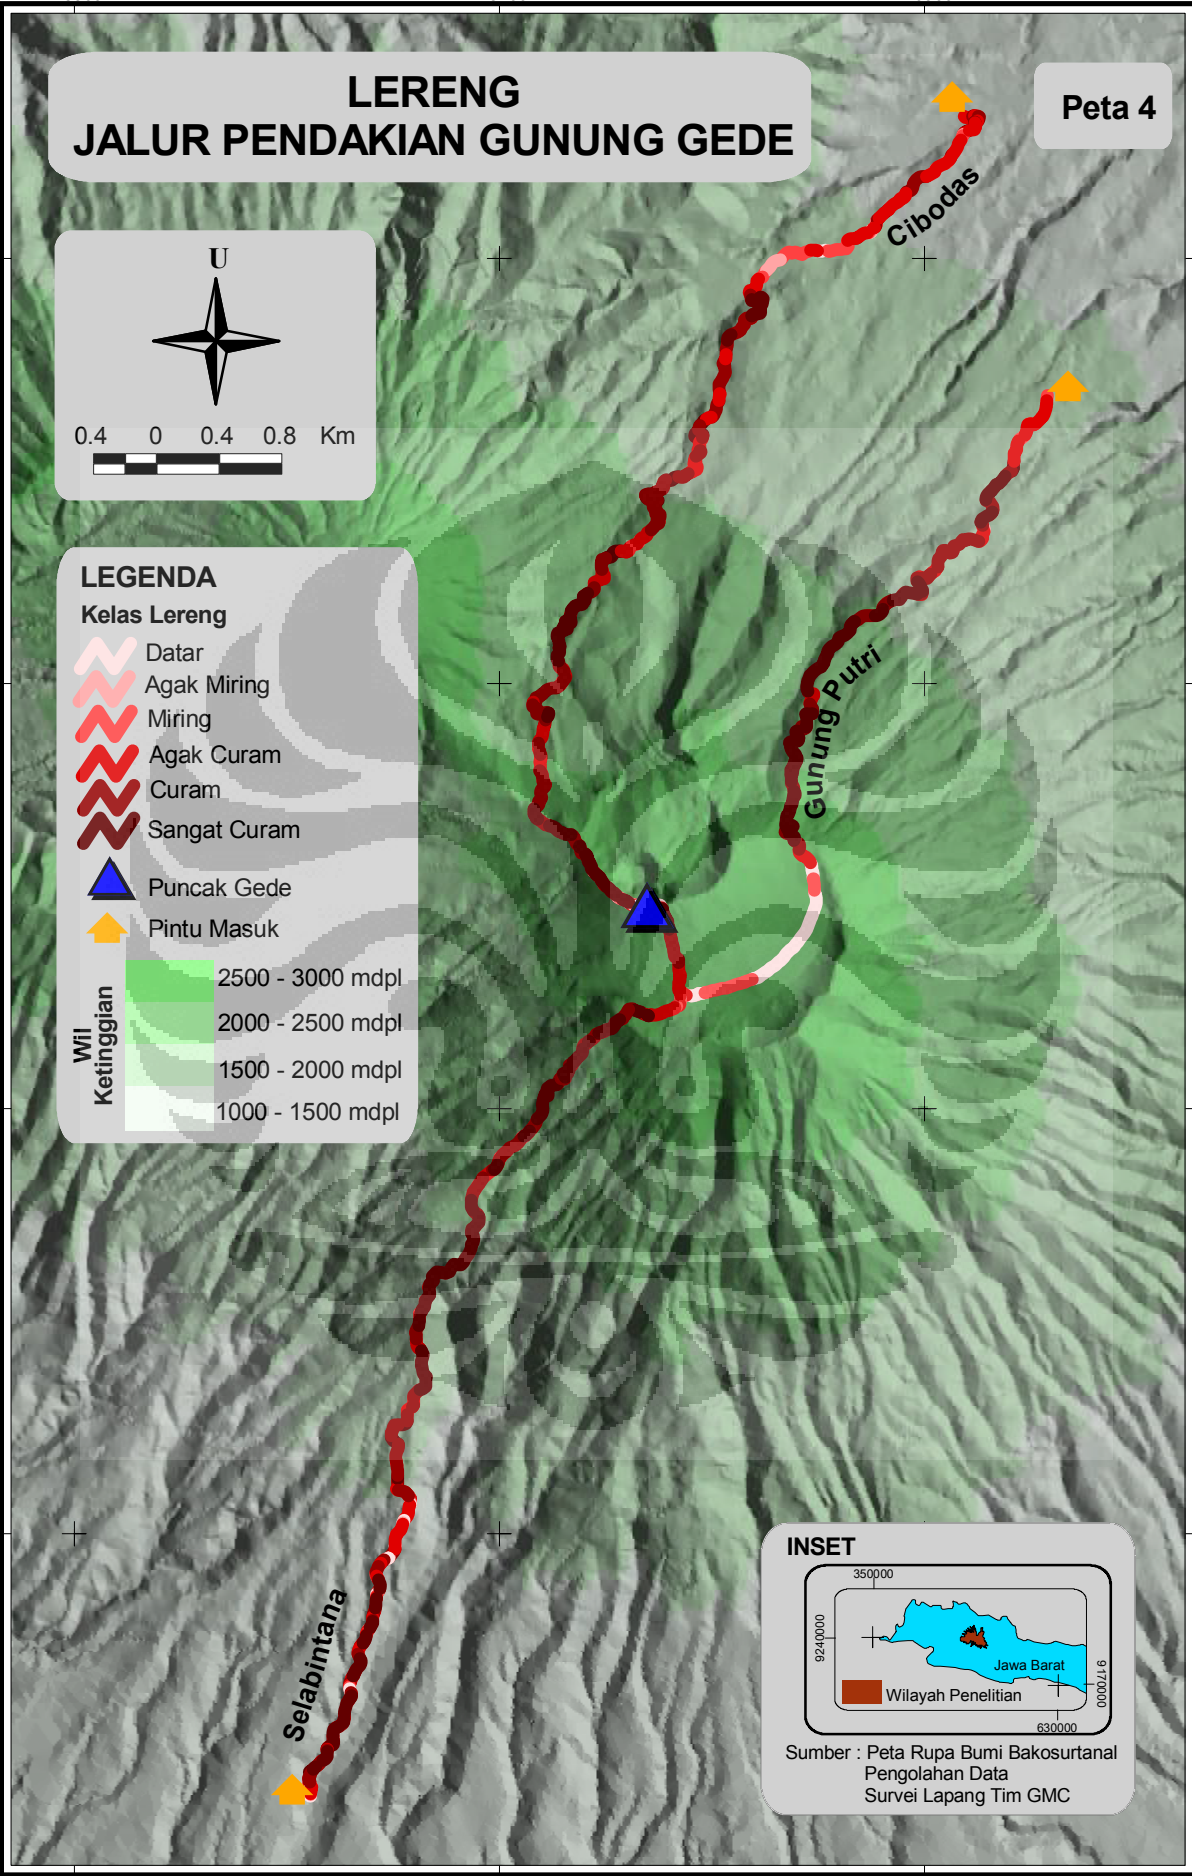 LERENG
JALUR PENDAKIAN GUNUNG GEDE
Peta 4
Cibodas
U
0.4 0 0.4 0.8 Km
LEGENDA
Kelas Lereng
Datar
Agak Miring
Miring
Agak Curam
Curam
Sangat Curam
Puncak Gede
Pintu Masuk
Wil
Ketinggian
2500 - 3000 mdpl
2000 - 2500 mdpl
1500 - 2000 mdpl
1000 - 1500 mdpl
Gunung Putri
Selabintana
INSET
350000
9240000
Jawa Barat
9170000
Wilayah Penelitian
630000
Sumber : Peta Rupa Bumi Bakosurtanal
Pengolahan Data
Survei Lapang Tim GMC